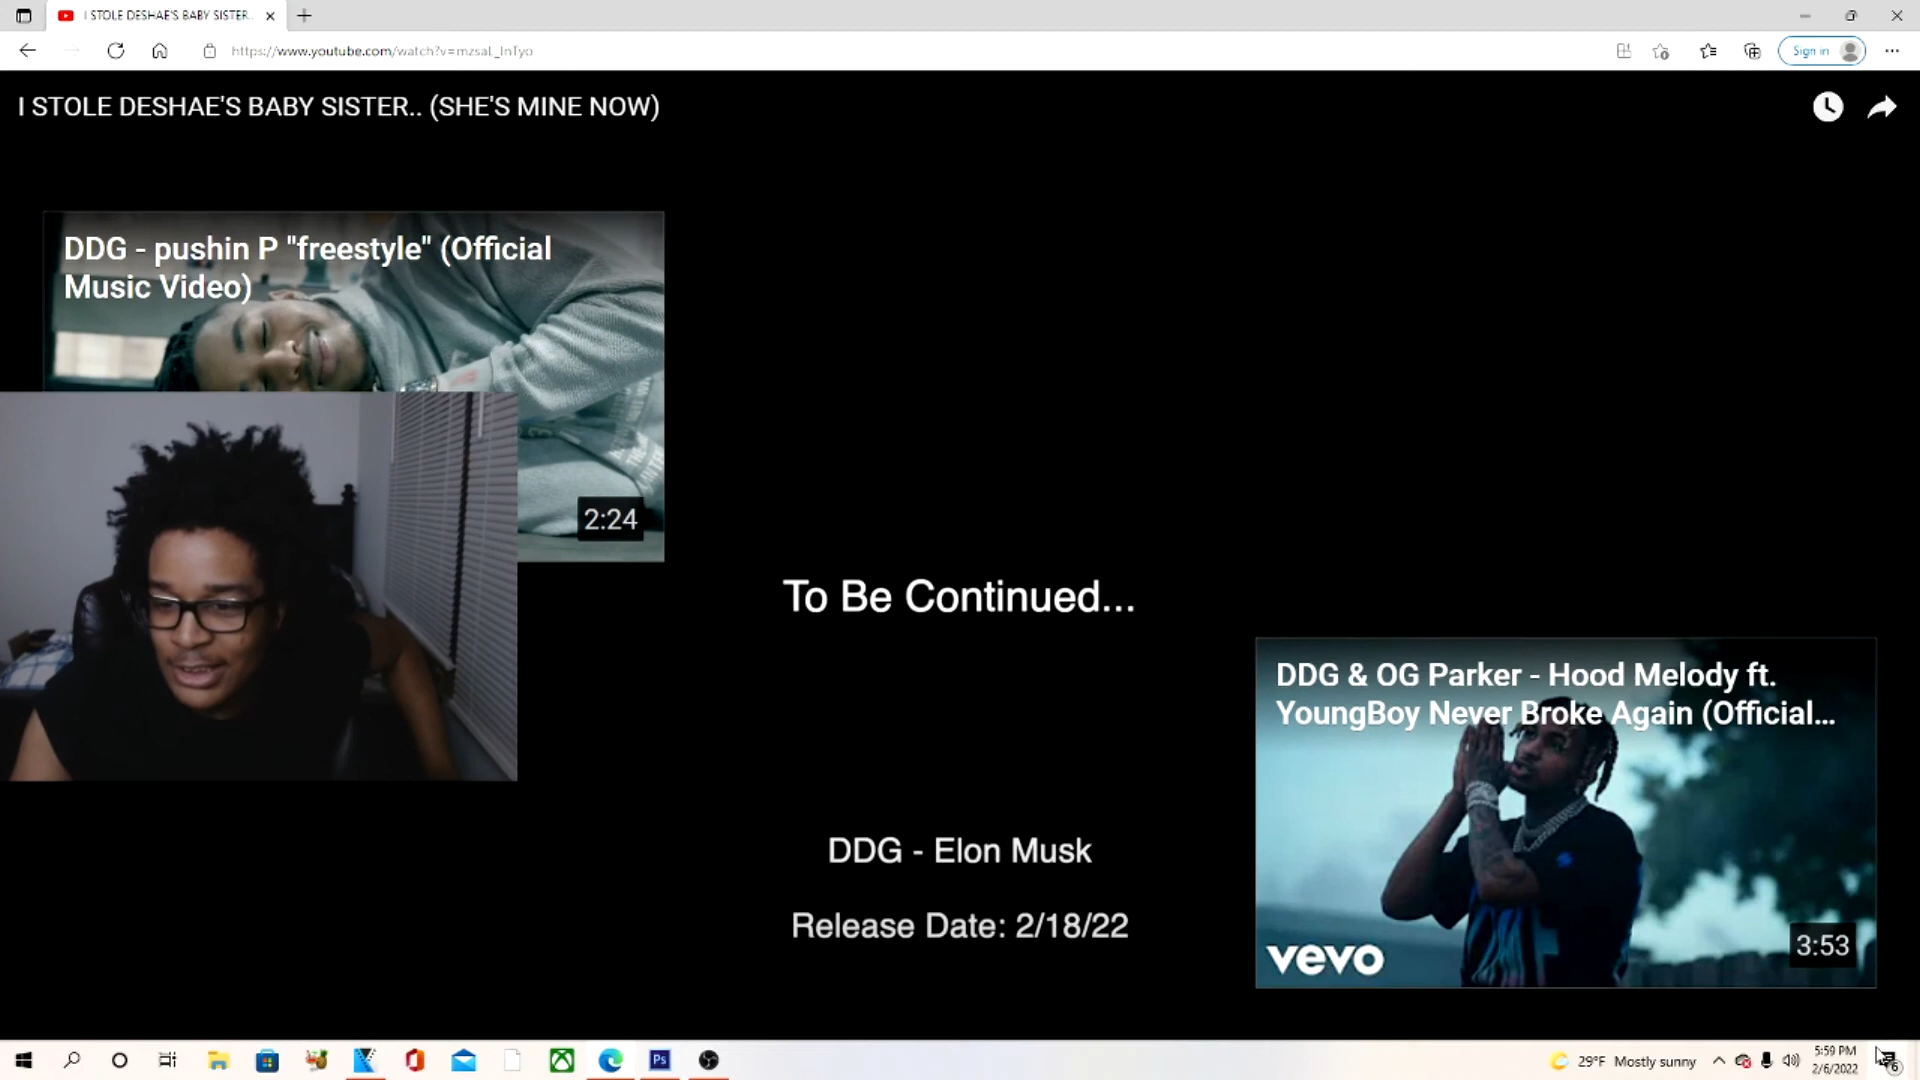 I STOLE DESHAE'S BABY SISTER..
https://www.youtube.com/watch?v=mzsaL_InTyo
Sign in
I STOLE DESHAE'S BABY SISTER.. (SHE'S MINE NOW)
DDG - pushin P "freestyle" (Official
Music Video)
2:24
To Be Continued...
DDG & OG Parker - Hood Melody ft.
YoungBoy Never Broke Again (Official...
DDG - Elon Musk
Release Date: 2/18/22
vevo
3:53
Ps
29°F Mostly sunny
5:59 PM
2/6/2022
6